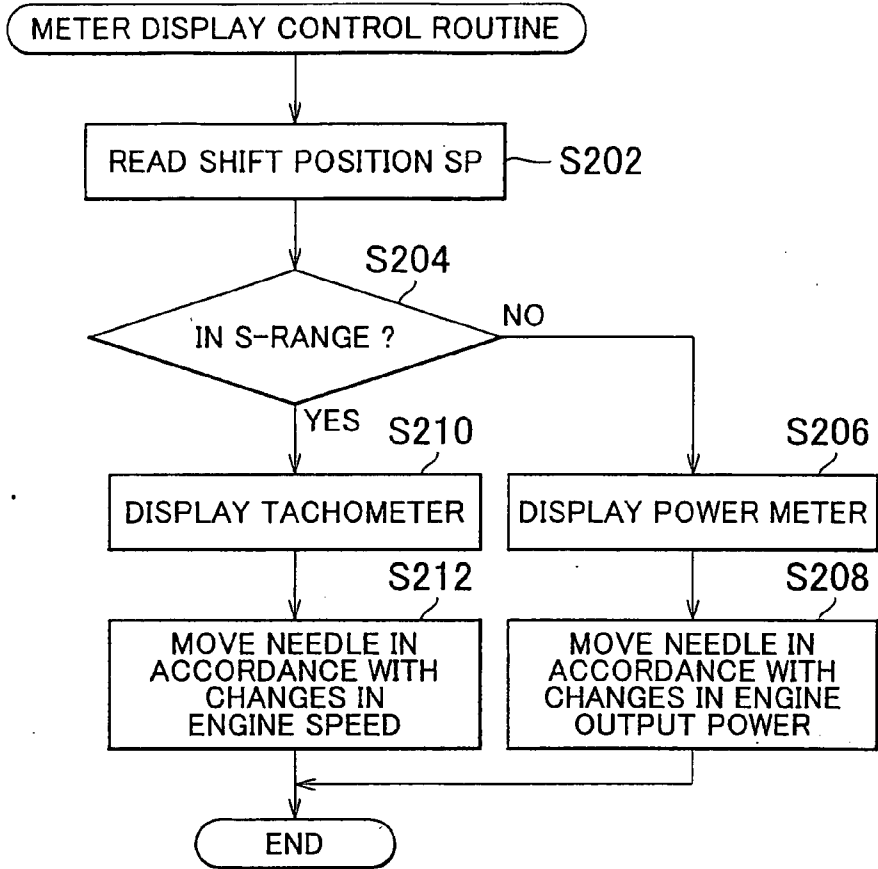 METER DISPLAY CONTROL ROUTINE
READ SHIFT POSITION SP
S202
S204
IN S-RANGE ?
NO
YES
S210
DISPLAY TACHOMETER
S206
DISPLAY POWER METER
S212
MOVE NEEDLE IN
ACCORDANCE WITH
CHANGES IN
ENGINE SPEED
S208
MOVE NEEDLE IN
ACCORDANCE WITH
CHANGES IN ENGINE
OUTPUT POWER
END